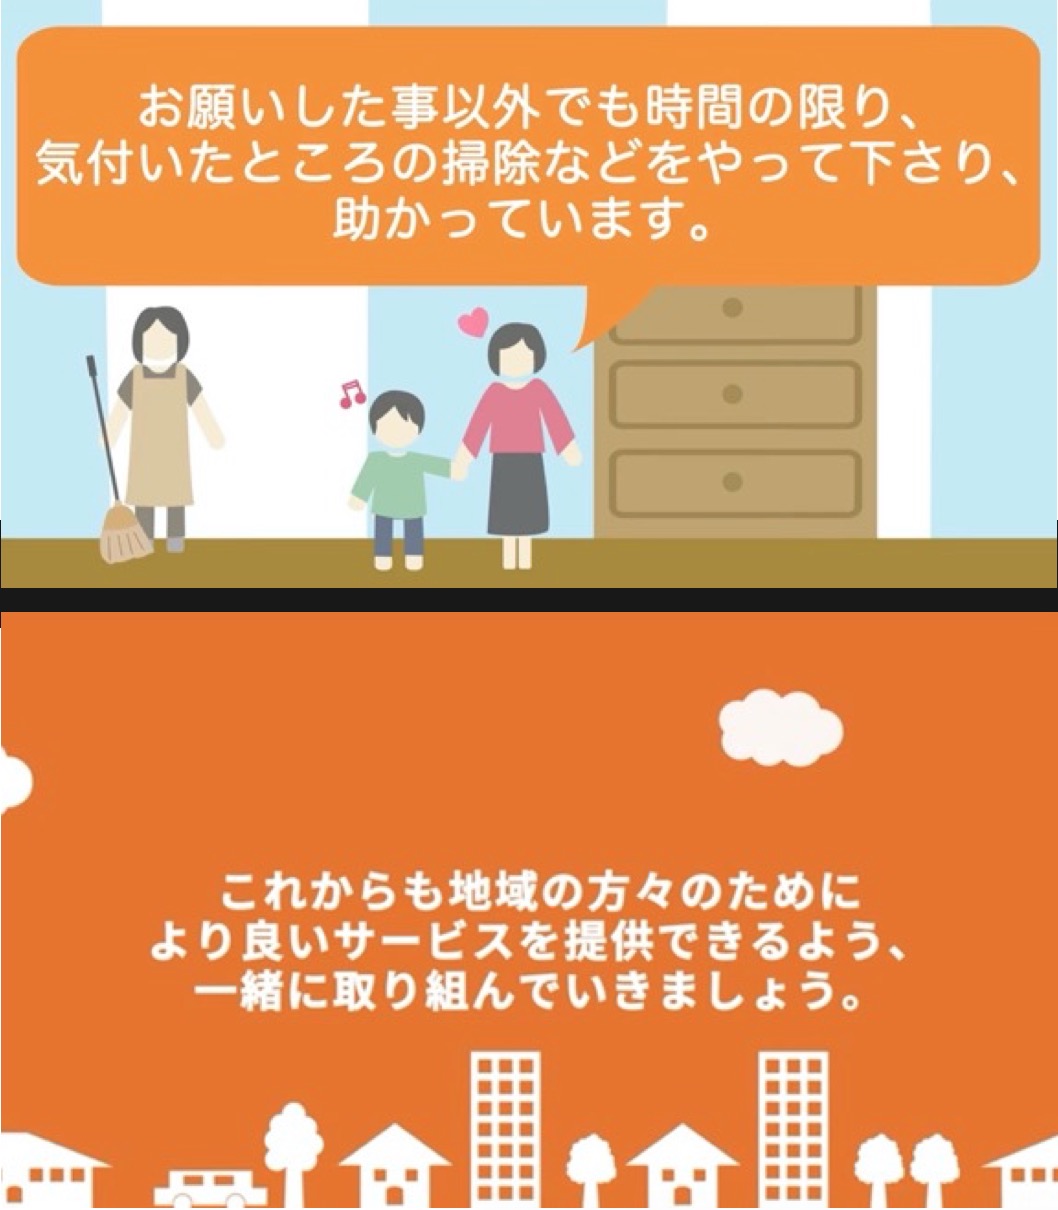 お願いした事以外でも時間の限り、
気付いたところの掃除などをやって下さり、
助かっています。
これからも地域の方々のために
より良いサービスを提供できるよう、
一緒に取り組んでいきましょう。